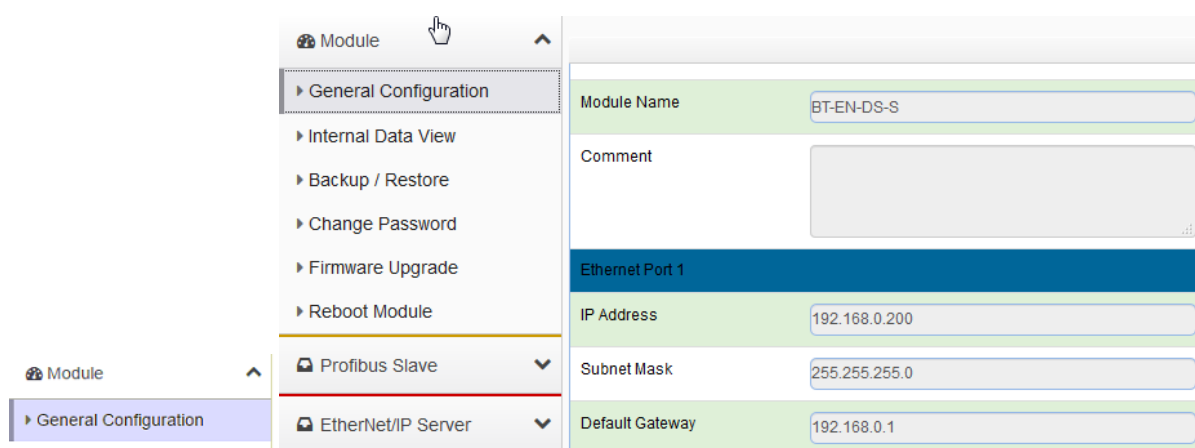 Module
General Configuration
Internal Data View
Backup / Restore
Change Password
Firmware Upgrade
Reboot Module
Profibus Slave
EtherNet/IP Server
Module Name
BT-EN-DS-S
Comment
Ethernet Port 1
IP Address
192.168.0.200
Subnet Mask
255.255.255.0
Default Gateway
192.168.0.1
Module
General Configuration